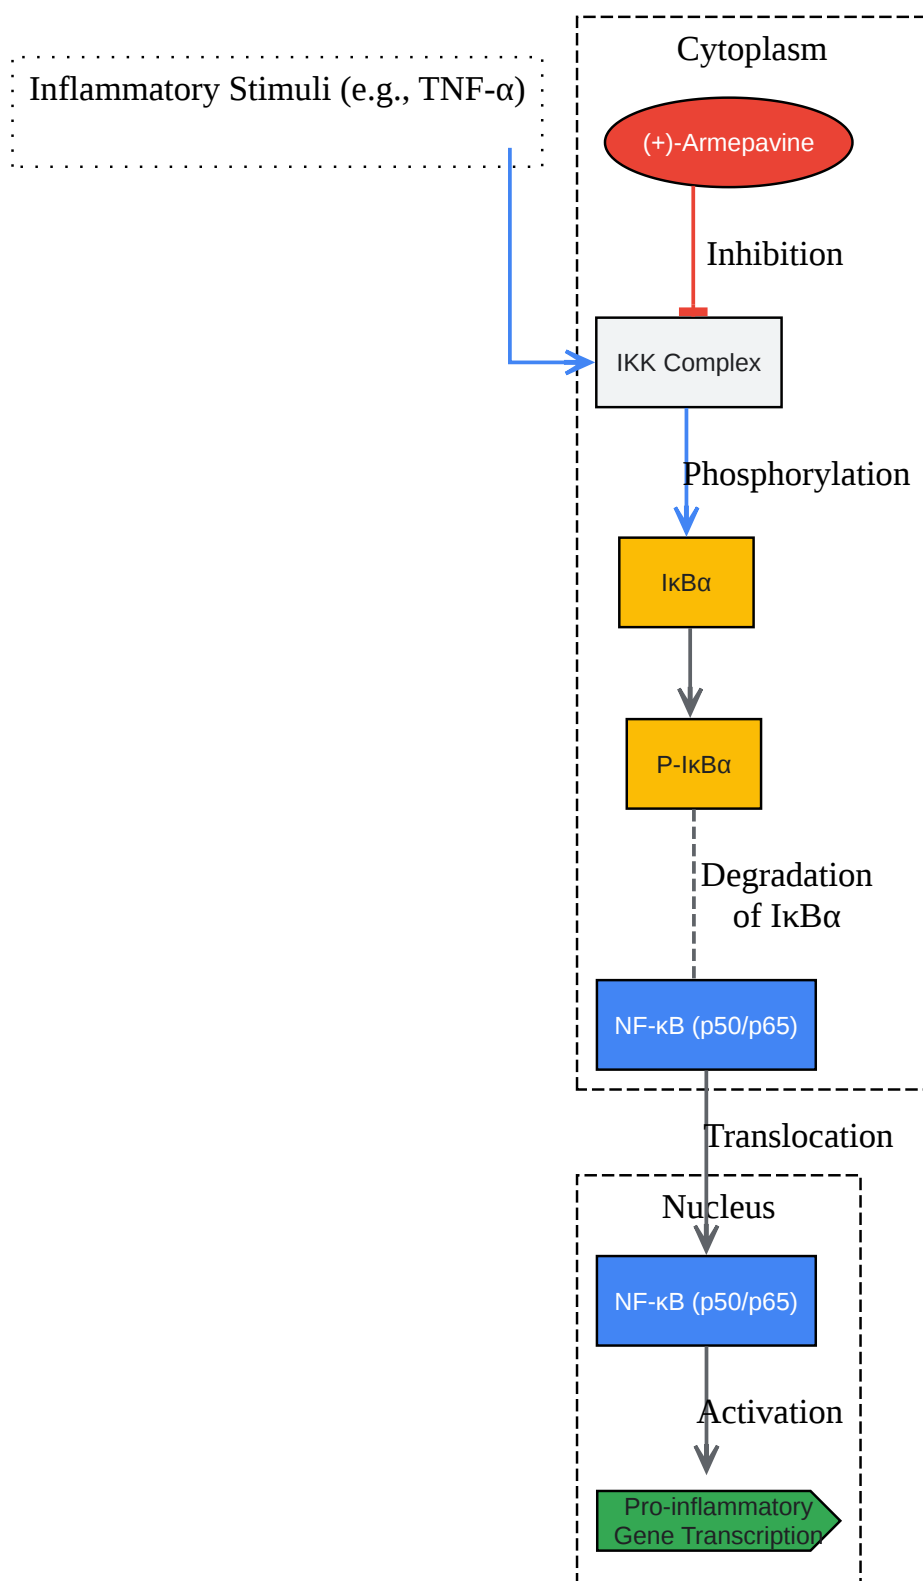 Cytoplasm
Inflammatory Stimuli (e.g., TNF-α)
(+)-Armepavine
Inhibition
IKK Complex
Phosphorylation
IκBα
P-IκBα
Degradation
of IκBα
NF-κB (p50/p65)
Translocation
Nucleus
NF-κB (p50/p65)
Activation
Pro-inflammatory
Gene Transcription